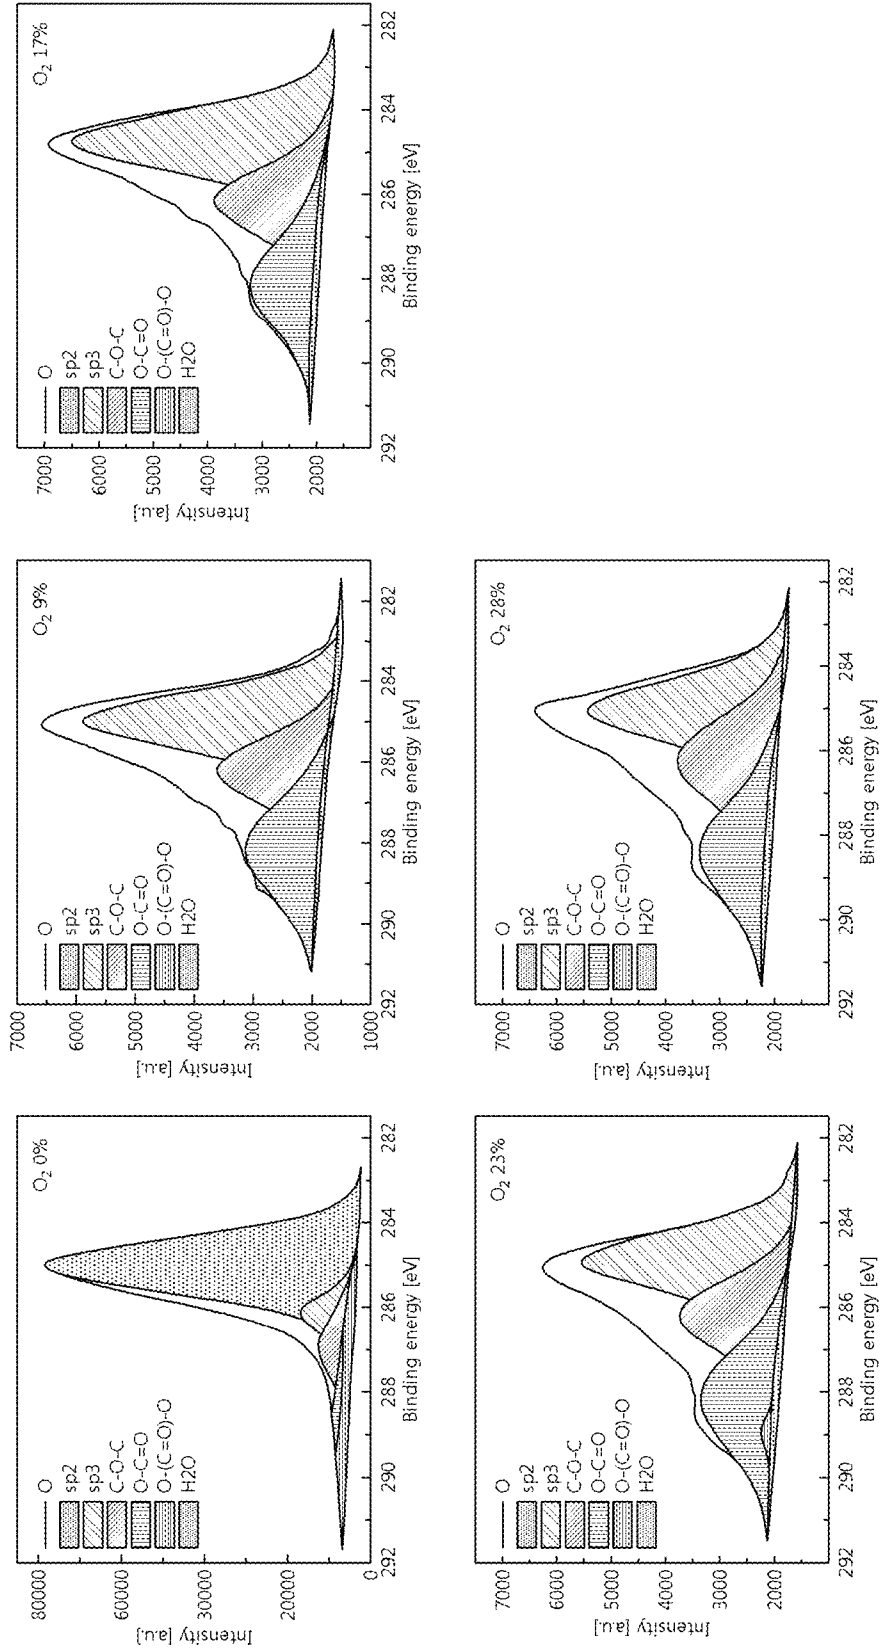 O₂ 0%
O
sp2
sp3
C-O-C
O-C=O
O-(C=O)-O
H2O
80000
60000
40000
20000
0
Intensity [a.u.]
292
290
288
286
284
282
Binding energy [eV]
O₂ 9%
O
sp2
sp3
C-O-C
O-C=O
O-(C=O)-O
H2O
7000
6000
5000
4000
3000
2000
1000
Intensity [a.u.]
292
290
288
286
284
282
Binding energy [eV]
O₂ 17%
O
sp2
sp3
C-O-C
O-C=O
O-(C=O)-O
H2O
7000
6000
5000
4000
3000
2000
Intensity [a.u.]
292
290
288
286
284
282
Binding energy [eV]
O₂ 23%
O
sp2
sp3
C-O-C
O-C=O
O-(C=O)-O
H2O
7000
6000
5000
4000
3000
2000
Intensity [a.u.]
292
290
288
286
284
282
Binding energy [eV]
O₂ 28%
O
sp2
sp3
C-O-C
O-C=O
O-(C=O)-O
H2O
7000
6000
5000
4000
3000
2000
Intensity [a.u.]
292
290
288
286
284
282
Binding energy [eV]